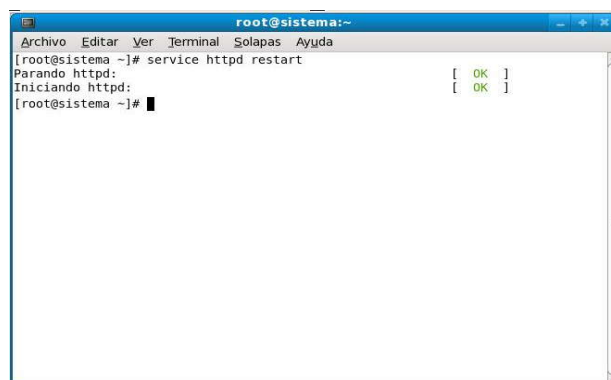 root@sistema:~
Archivo Editar Ver Terminal Solapas Ayuda
[root@sistema ~]# service httpd restart
Parando httpd: [ OK ]
Iniciando httpd: [ OK ]
[root@sistema ~]#